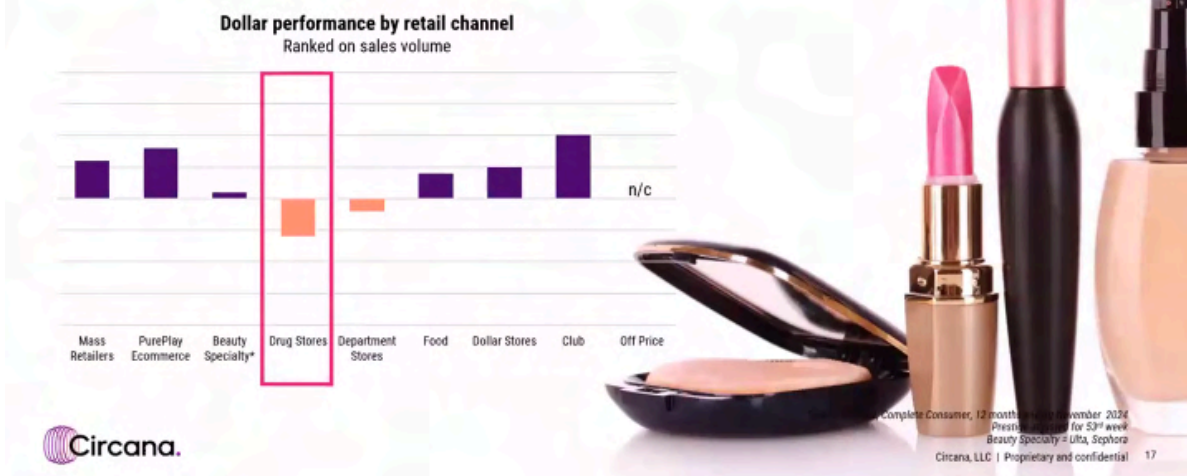 Dollar performance by retail channel
Ranked on sales volume
n/c
Mass Retailers
PurePlay Ecommerce
Beauty Specialty*
Drug Stores
Department Stores
Food
Dollar Stores
Club
Off Price
Complete Consumer, 12 months vember 2024
for 53rd week
Beauty Specialty = Ulta, Sephora
Circana, LLC | Proprietary and confidential 17
Circana.